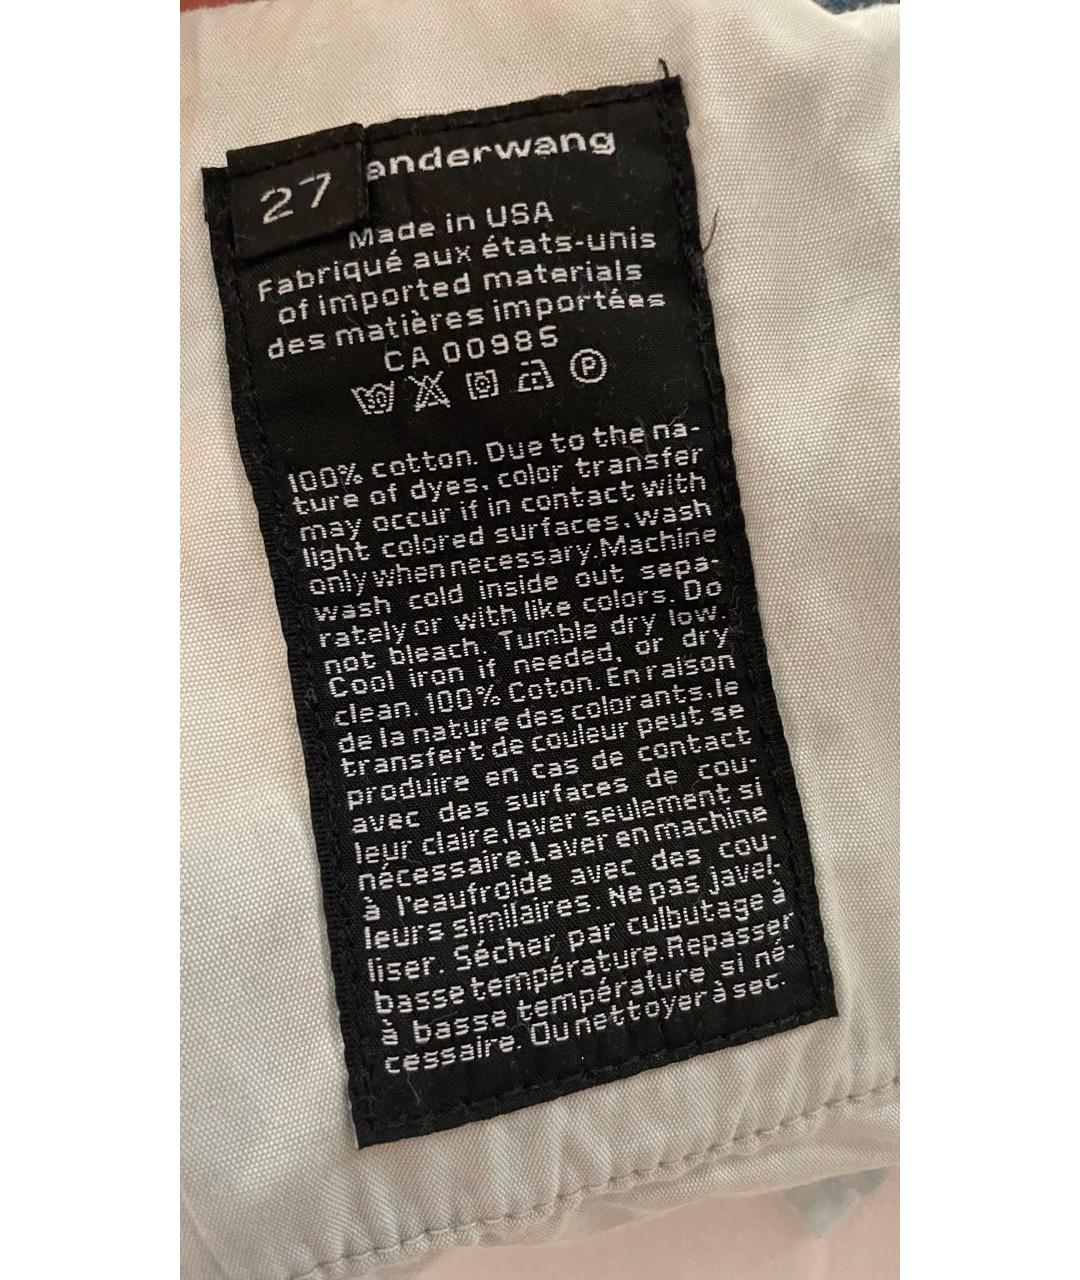 27
anderwang
Made in USA
Fabriqué aux états-unis
of imported materials
des matières importées
CA 00985
30
P
100% cotton. Due to the na-
ture of dyes, color transfer
may occur if in contact with
light colored surfaces.wash
only when necessary.Machine
wash cold inside out sepa-
rately or with like colors. Do
not bleach. Tumble dry low.
Cool iron if needed, or dry
clean. 100% Coton. En raison
de la nature des colorants,le
transfert de couleur peut se
produire en cas de contact
avec des surfaces de cou-
leur claire,laver seulement si
nécessaire.Laver en machine
à l'eaufroide avec des cou-
leurs similaires. Ne pas javel-
liser. Sécher par culbutage à
basse température.Repasser
à basse température si né-
cessaire. Ou nettoyer à sec.